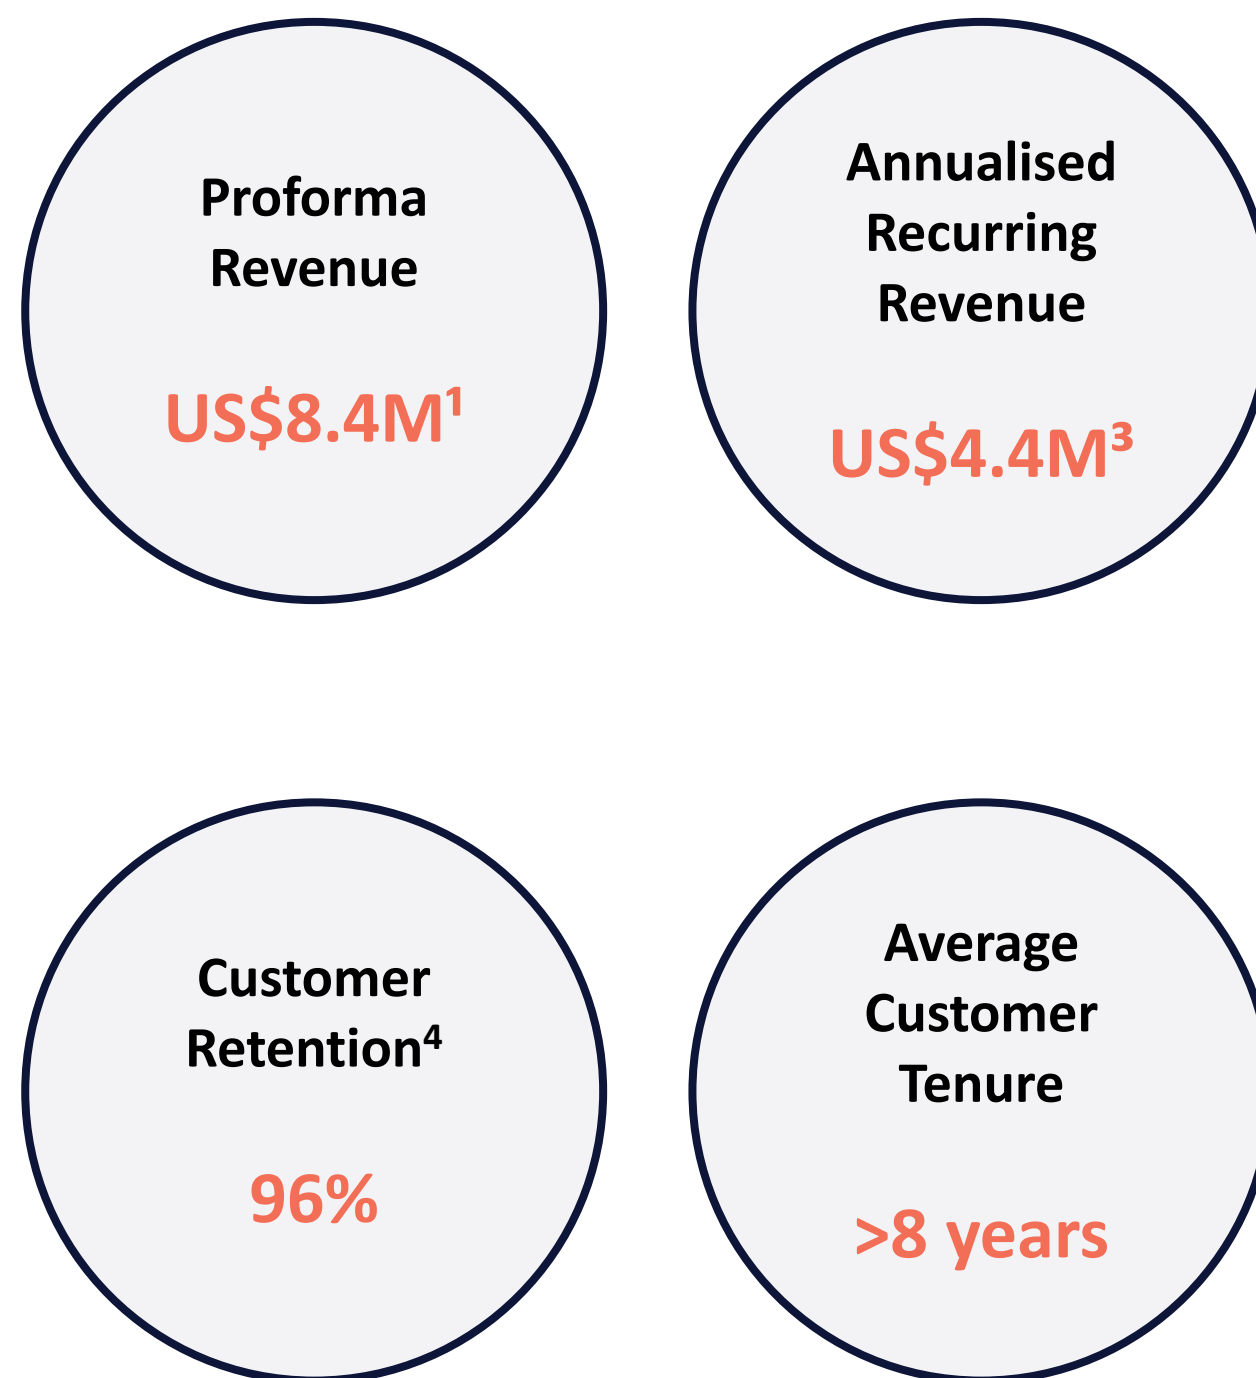 Proforma
Revenue
US$8.4M¹
Annualised
Recurring
Revenue
US$4.4M³
Customer
Retention⁴
96%
Average
Customer
Tenure
>8 years